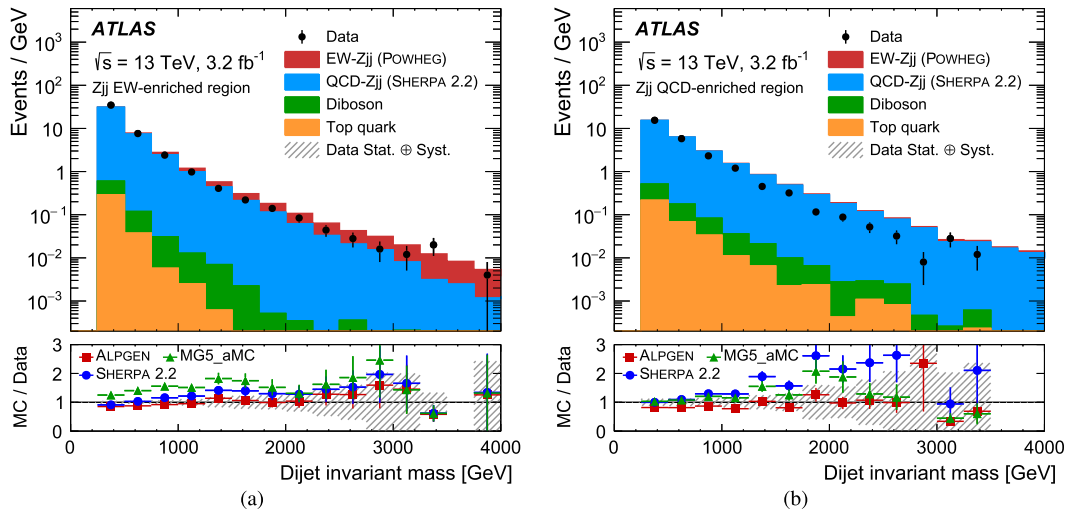 ATLAS
√s = 13 TeV, 3.2 fb⁻¹
Zjj EW-enriched region
Data
EW-Zjj (POWHEG)
QCD-Zjj (SHERPA 2.2)
Diboson
Top quark
Data Stat. ⊕ Syst.
Events / GeV
10³
10²
10
1
10⁻¹
10⁻²
10⁻³
ALPGEN
MG5_aMC
SHERPA 2.2
MC / Data
3
2
1
0
0 1000 2000 3000 4000
Dijet invariant mass [GeV]
(a)
ATLAS
√s = 13 TeV, 3.2 fb⁻¹
Zjj QCD-enriched region
Data
EW-Zjj (POWHEG)
QCD-Zjj (SHERPA 2.2)
Diboson
Top quark
Data Stat. ⊕ Syst.
Events / GeV
10³
10²
10
1
10⁻¹
10⁻²
10⁻³
ALPGEN
MG5_aMC
SHERPA 2.2
MC / Data
3
2
1
0
0 1000 2000 3000 4000
Dijet invariant mass [GeV]
(b)